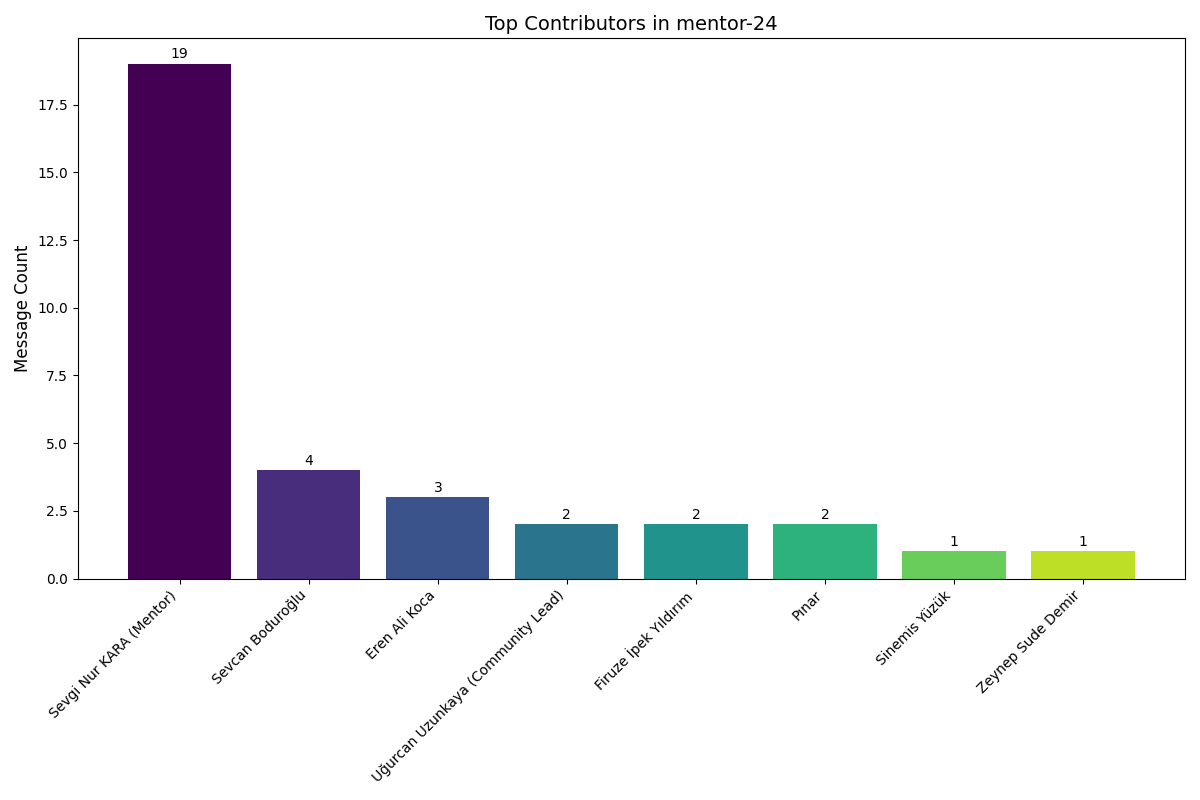 Top Contributors in mentor-24
Message Count
17.5
15.0
12.5
10.0
7.5
5.0
2.5
0.0
19
4
3
2
2
2
1
1
Sevgi Nur KARA (Mentor)
Sevcan Boduroğlu
Eren Ali Koca
Uğurcan Uzunkaya (Community Lead)
Firuze İpek Yıldırım
Pınar
Sinemis Yüzük
Zeynep Sude Demir